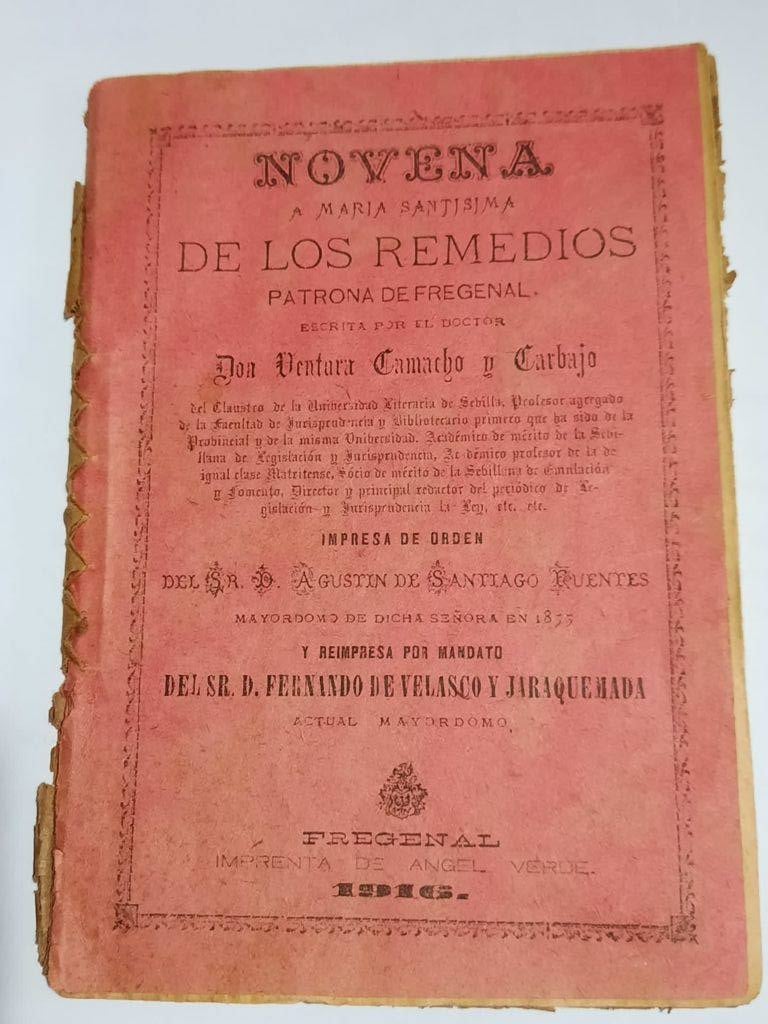 NOVENA
A MARIA SANTISIMA
DE LOS REMEDIOS
PATRONA DE FREGENAL.
ESCRITA POR EL DOCTOR
Don Ventura Camacho y Carbajo
del Claustro de la Universidad Literaria de Sevilla, Profesor agregado
de la Facultad de Jurisprudencia y Bibliotecario primero que ha sido de la
Provincial y de la misma Universidad. Académico de mérito de la Sevi-
llana de Legislación y Jurisprudencia, Ac démico profesor de la de
igual clase Matritense, Sócio de mérito de la Sevillana de Emulación
y Fomento, Director y principal redactor del periódico de Le-
gislación y Jurisprudencia la Ley, etc. etc.
IMPRESA DE ORDEN
DEL SR. D. AGUSTIN DE SANTIAGO FUENTES
MAYORDOMO DE DICHA SEÑORA EN 1855
Y REIMPRESA POR MANDATO
DEL SR. D. FERNANDO DE VELASCO Y JARAQUEMADA
ACTUAL MAYORDOMO
FREGENAL
IMPRENTA DE ANGEL VERDE.
1916.